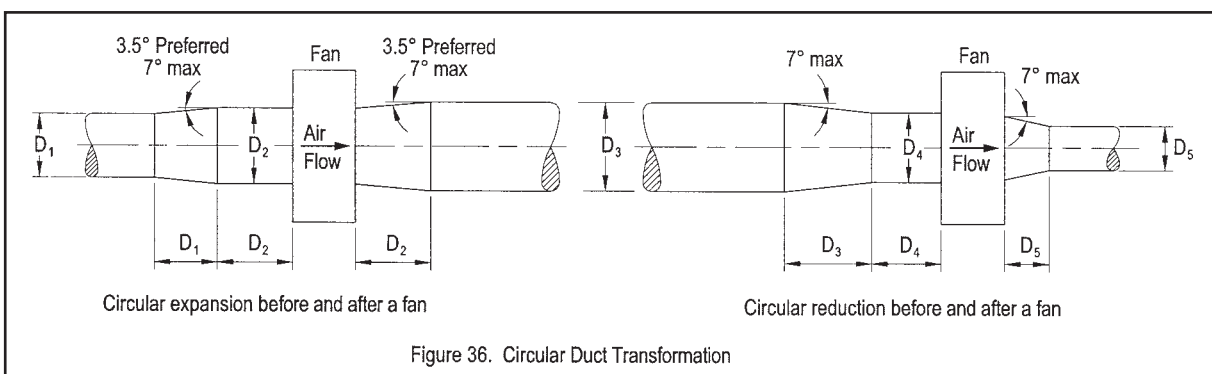 3.5° Preferred
7° max
Fan
3.5° Preferred
7° max
D₁
D₂
Air
Flow
D₁
D₂
D₂
Circular expansion before and after a fan
7° max
Fan
7° max
D₃
D₄
Air
Flow
D₅
D₃
D₄
D₅
Circular reduction before and after a fan
Figure 36. Circular Duct Transformation